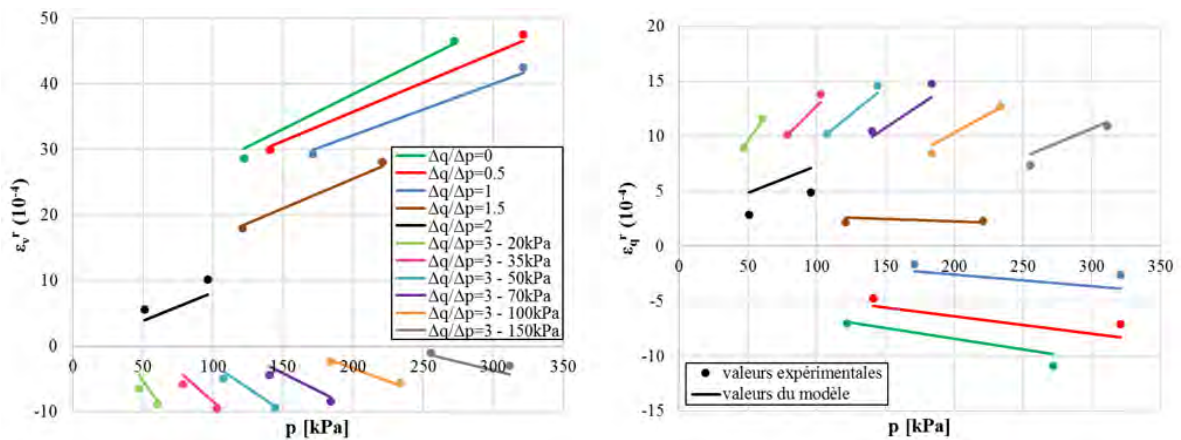 50
40
30
20
10
0
-10
0 50 100 150 200 250 300 350
εᵥʳ (10⁻⁴)
p [kPa]
Δq/Δp=0
Δq/Δp=0.5
Δq/Δp=1
Δq/Δp=1.5
Δq/Δp=2
Δq/Δp=3 - 20kPa
Δq/Δp=3 - 35kPa
Δq/Δp=3 - 50kPa
Δq/Δp=3 - 70kPa
Δq/Δp=3 - 100kPa
Δq/Δp=3 - 150kPa
20
15
10
5
0
-5
-10
-15
0 50 100 150 200 250 300 350
ε_qʳ (10⁻⁴)
p [kPa]
valeurs expérimentales
valeurs du modèle